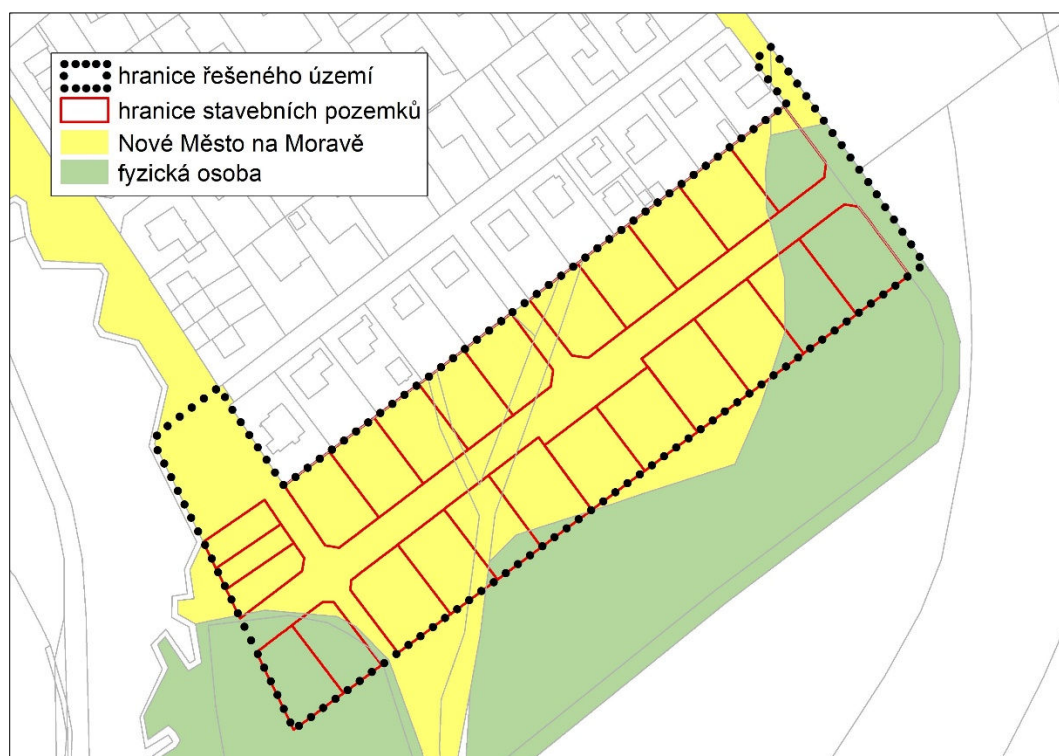 hranice řešeného území
hranice stavebních pozemků
Nové Město na Moravě
fyzická osoba